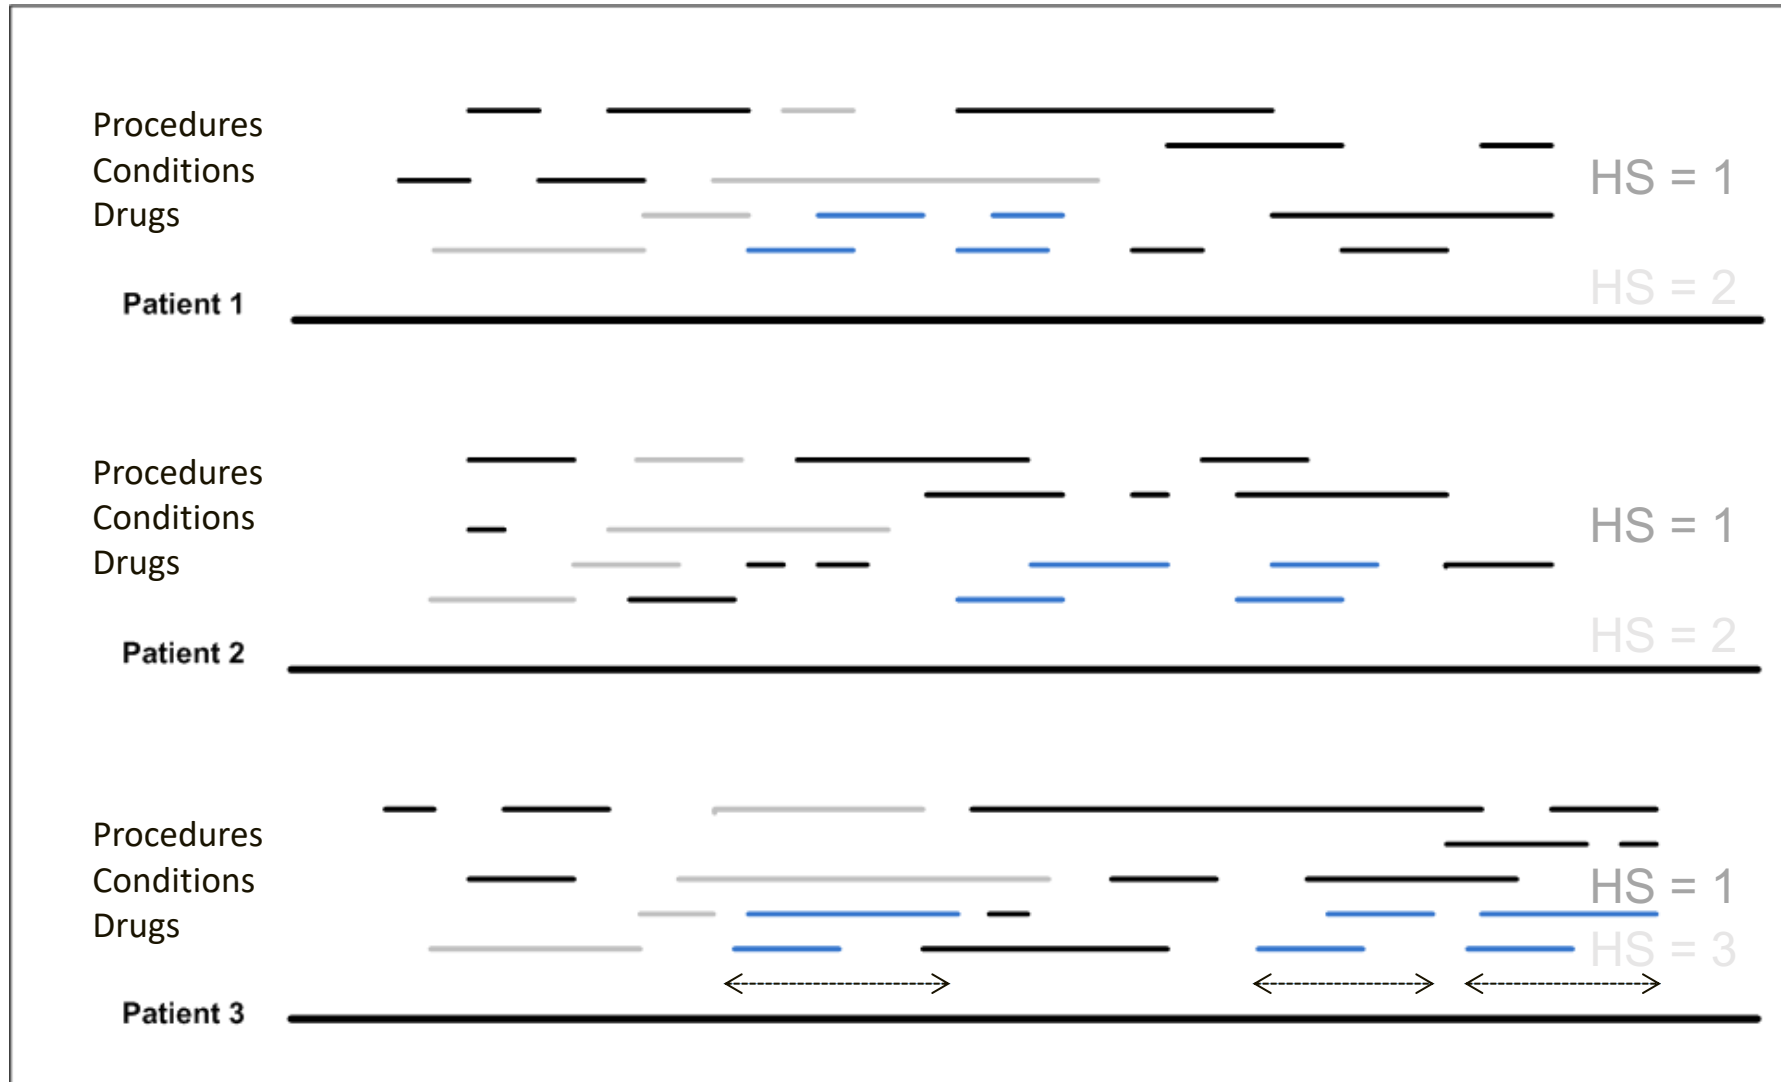 Procedures
Conditions
Drugs
HS = 1
HS = 2
Patient 1
Procedures
Conditions
Drugs
HS = 1
HS = 2
Patient 2
Procedures
Conditions
Drugs
HS = 1
HS = 3
Patient 3